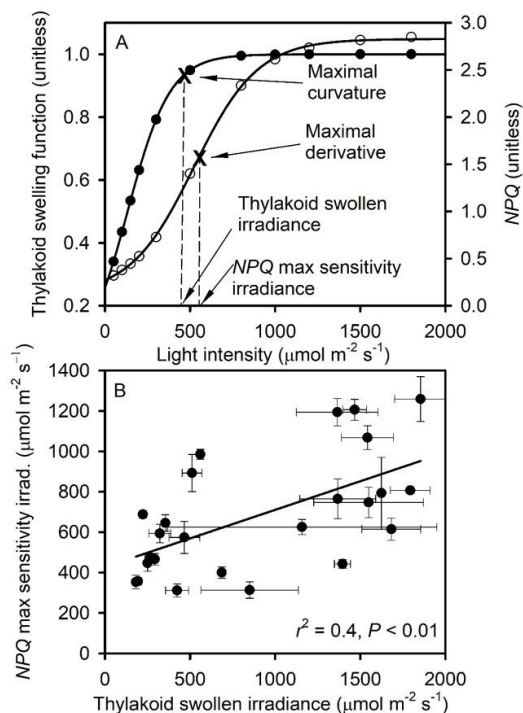 A
Thylakoid swelling function (unitless)
1.0
0.8
0.6
0.4
0.2
3.0
2.5
2.0
1.5
1.0
0.5
0.0
NPQ (unitless)
X
Maximal
curvature
X
Maximal
derivative
Thylakoid swollen
irradiance
NPQ max sensitivity
irradiance
0 500 1000 1500 2000
Light intensity (μmol m⁻² s⁻¹)
B
NPQ max sensitivity irrad. (μmol m⁻² s⁻¹)
1400
1200
1000
800
600
400
200
0
r² = 0.4, P < 0.01
0 500 1000 1500 2000
Thylakoid swollen irradiance (μmol m⁻² s⁻¹)